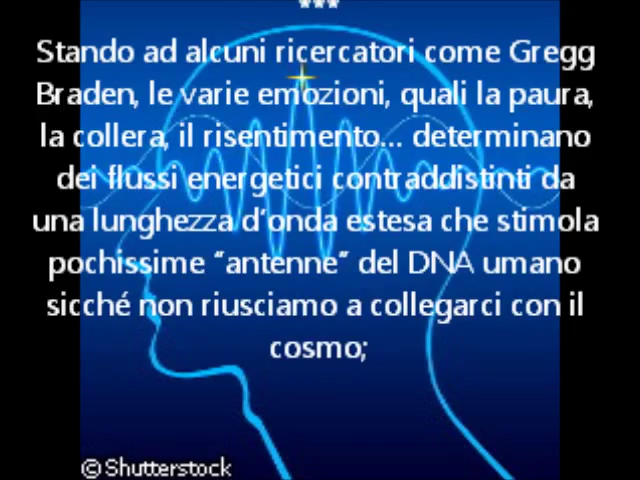 ***
Stando ad alcuni ricercatori come Gregg
Braden, le varie emozioni, quali la paura,
la collera, il risentimento... determinano
dei flussi energetici contraddistinti da
una lunghezza d'onda estesa che stimola
pochissime “antenne” del DNA umano
sicché non riusciamo a collegarci con il
cosmo;
©Shutterstock